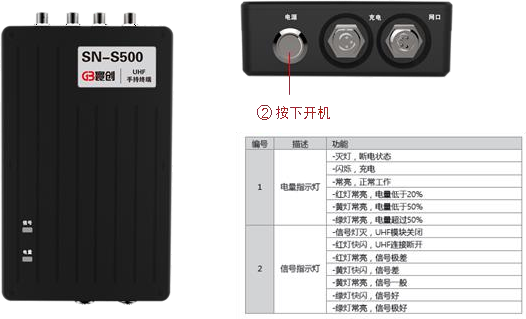 SN-S500
GB 寰创
UHF
手持终端
信号
电量
电源
充电
网口
② 按下开机
编号 描述 功能
1 电量指示灯
-灭灯，断电状态
-闪烁，充电
-常亮，正常工作
-红灯常亮，电量低于20%
-黄灯常亮，电量低于50%
-绿灯常亮，电量超过50%
2 信号指示灯
-信号灯灭，UHF模块关闭
-红灯快闪，UHF连接断开
-红灯常亮，信号极差
-黄灯快闪，信号差
-黄灯常亮，信号一般
-绿灯快闪，信号好
-绿灯常亮，信号极好